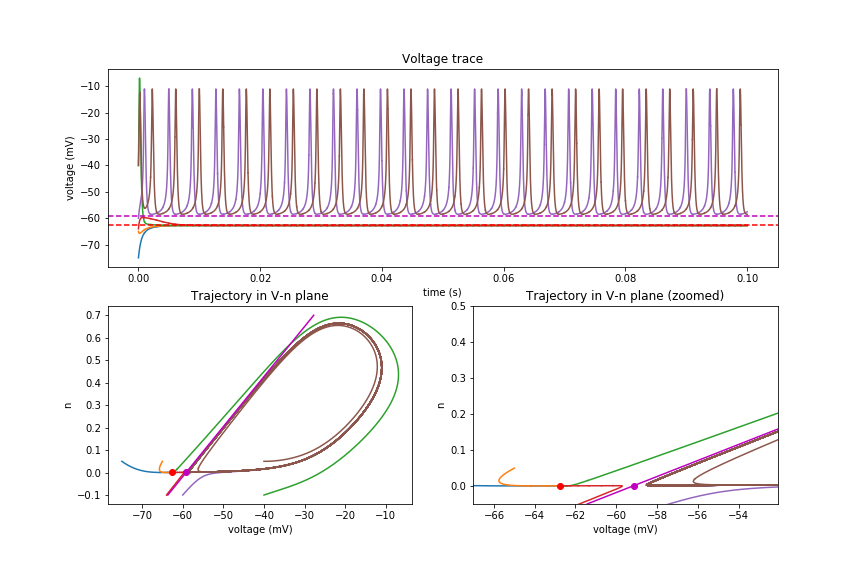 Voltage trace
voltage (mV)
−10
−20
−30
−40
−50
−60
−70
0.00 0.02 0.04 0.06 0.08 0.10
time (s)
Trajectory in V-n plane
n
0.7
0.6
0.5
0.4
0.3
0.2
0.1
0.0
−0.1
−70 −60 −50 −40 −30 −20 −10
voltage (mV)
Trajectory in V-n plane (zoomed)
n
0.5
0.4
0.3
0.2
0.1
0.0
−66 −64 −62 −60 −58 −56 −54
voltage (mV)